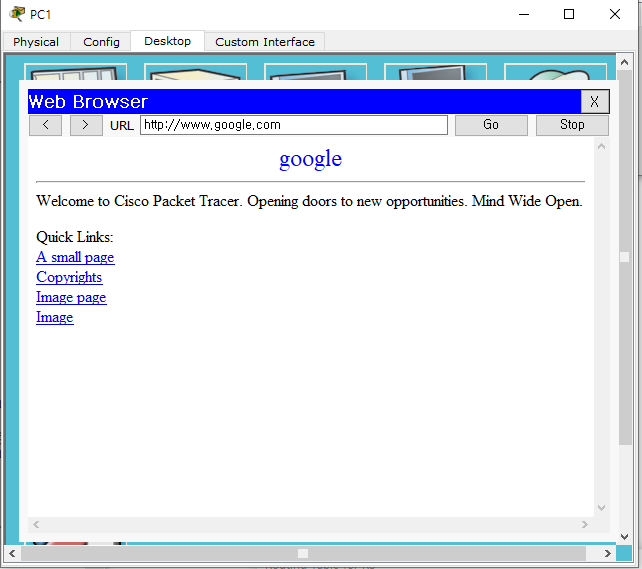 PC1
Physical Config Desktop Custom Interface
Web Browser X
< > URL http://www.google.com Go Stop
google
Welcome to Cisco Packet Tracer. Opening doors to new opportunities. Mind Wide Open.
Quick Links:
A small page
Copyrights
Image page
Image